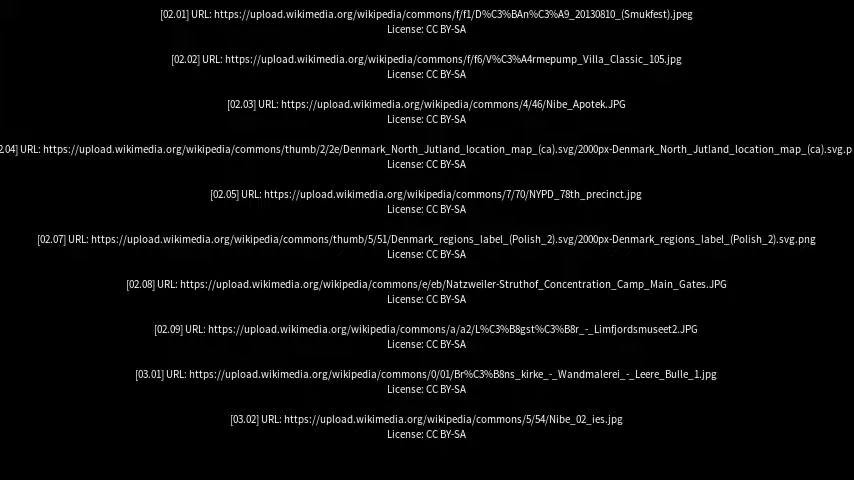 [02.01] URL: https://upload.wikimedia.org/wikipedia/commons/f/f1/D%C3%BAn%C3%A9_20130810_(Smukfest).jpeg
License: CC BY-SA
[02.02] URL: https://upload.wikimedia.org/wikipedia/commons/f/f6/V%C3%A4rmepump_Villa_Classic_105.jpg
License: CC BY-SA
[02.03] URL: https://upload.wikimedia.org/wikipedia/commons/4/46/Nibe_Apotek.JPG
License: CC BY-SA
2.04] URL: https://upload.wikimedia.org/wikipedia/commons/thumb/2/2e/Denmark_North_Jutland_location_map_(ca).svg/2000px-Denmark_North_Jutland_location_map_(ca).svg.p
License: CC BY-SA
[02.05] URL: https://upload.wikimedia.org/wikipedia/commons/7/70/NYPD_78th_precinct.jpg
License: CC BY-SA
[02.07] URL: https://upload.wikimedia.org/wikipedia/commons/thumb/5/51/Denmark_regions_label_(Polish_2).svg/2000px-Denmark_regions_label_(Polish_2).svg.png
License: CC BY-SA
[02.08] URL: https://upload.wikimedia.org/wikipedia/commons/e/eb/Natzweiler-Struthof_Concentration_Camp_Main_Gates.JPG
License: CC BY-SA
[02.09] URL: https://upload.wikimedia.org/wikipedia/commons/a/a2/L%C3%B8gst%C3%B8r_-_Limfjordsmuseet2.JPG
License: CC BY-SA
[03.01] URL: https://upload.wikimedia.org/wikipedia/commons/0/01/Br%C3%B8ns_kirke_-_Wandmalerei_-_Leere_Bulle_1.jpg
License: CC BY-SA
[03.02] URL: https://upload.wikimedia.org/wikipedia/commons/5/54/Nibe_02_ies.jpg
License: CC BY-SA